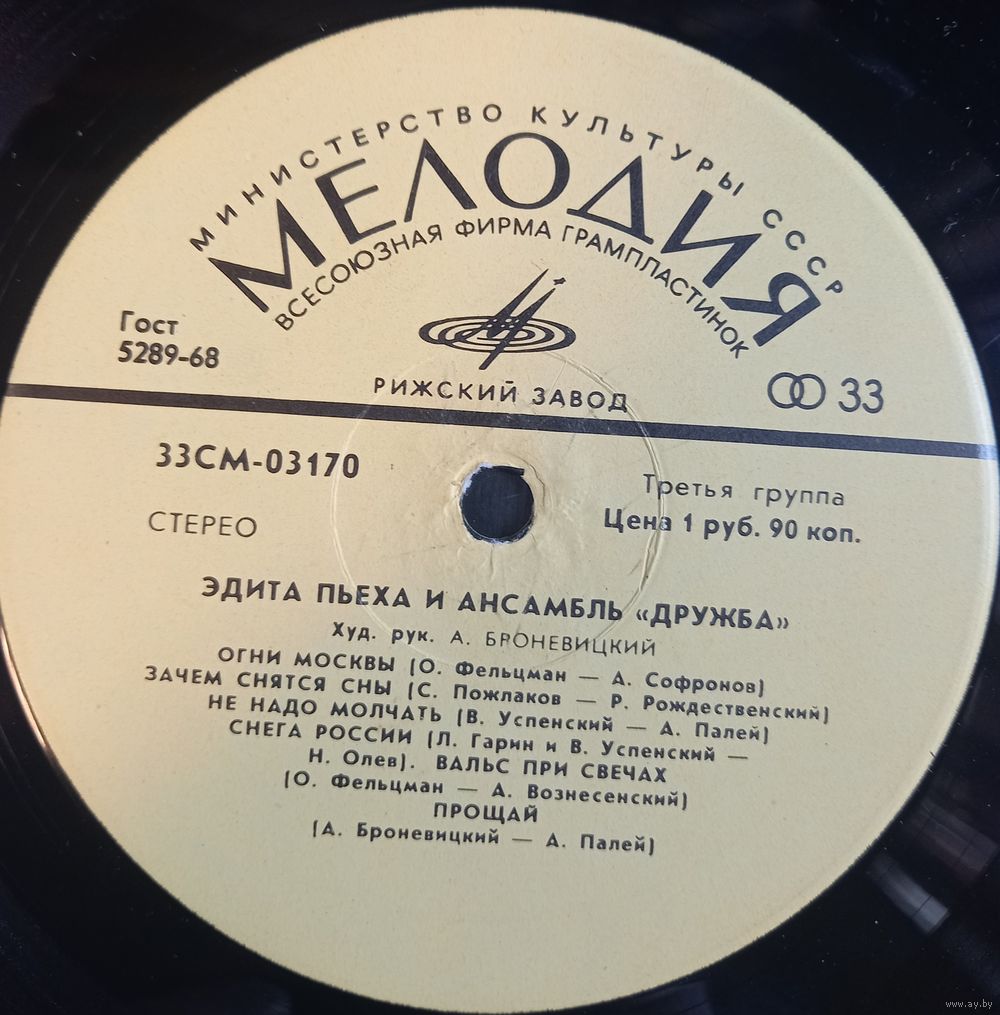 МИНИСТЕРСТВО КУЛЬТУРЫ СССР
МЕЛОДИЯ
ВСЕСОЮЗНАЯ ФИРМА ГРАМПЛАСТИНОК
Гост
5289-68
РИЖСКИЙ ЗАВОД
33
33СМ-03170
Третья группа
СТЕРЕО
Цена 1 руб. 90 коп.
ЭДИТА ПЬЕХА И АНСАМБЛЬ «ДРУЖБА»
Худ. рук. А. БРОНЕВИЦКИЙ
ОГНИ МОСКВЫ (О. Фельцман — А. Софронов)
ЗАЧЕМ СНЯТСЯ СНЫ (С. Пожлаков — Р. Рождественский)
НЕ НАДО МОЛЧАТЬ (В. Успенский — А. Палей)
СНЕГА РОССИИ (Л. Гарин и В. Успенский —
Н. Олев). ВАЛЬС ПРИ СВЕЧАХ
(О. Фельцман — А. Вознесенский)
ПРОЩАЙ
(А. Броневицкий — А. Палей)
www.ay.by